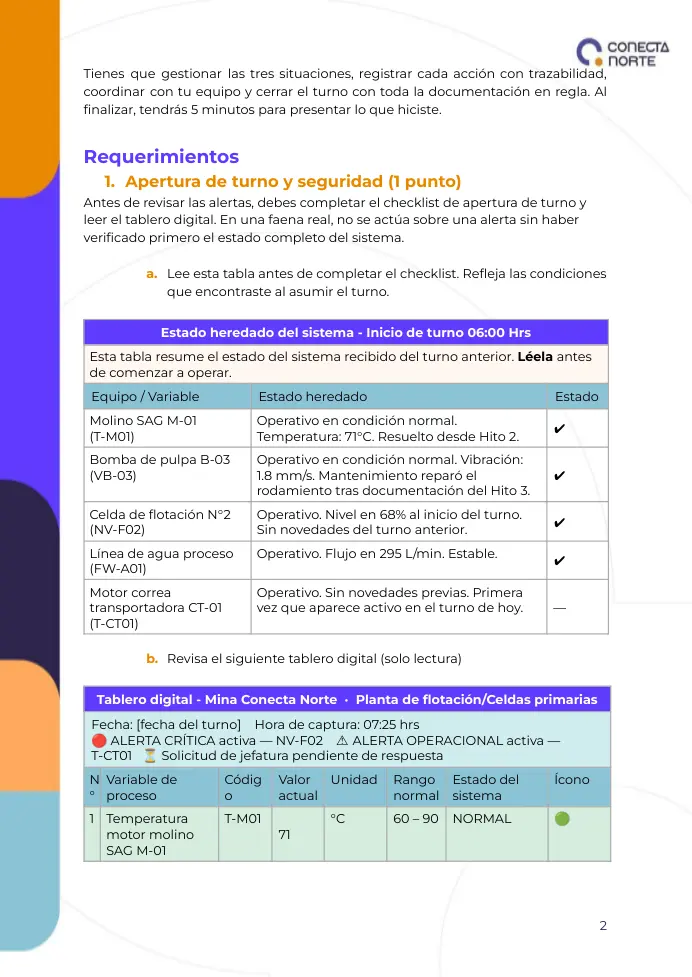 CONECTA
NORTE
Tienes que gestionar las tres situaciones, registrar cada acción con trazabilidad,
coordinar con tu equipo y cerrar el turno con toda la documentación en regla. Al
finalizar, tendrás 5 minutos para presentar lo que hiciste.
Requerimientos
1. Apertura de turno y seguridad (1 punto)
Antes de revisar las alertas, debes completar el checklist de apertura de turno y
leer el tablero digital. En una faena real, no se actúa sobre una alerta sin haber
verificado primero el estado completo del sistema.
a. Lee esta tabla antes de completar el checklist. Refleja las condiciones
que encontraste al asumir el turno.
Estado heredado del sistema - Inicio de turno 06:00 Hrs
Esta tabla resume el estado del sistema recibido del turno anterior. Léela antes
de comenzar a operar.
Equipo / Variable Estado heredado Estado
Molino SAG M-01 Operativo en condición normal. ✔
(T-M01) Temperatura: 71°C. Resuelto desde Hito 2.
Bomba de pulpa B-03 Operativo en condición normal. Vibración:
(VB-03) 1.8 mm/s. Mantenimiento reparó el ✔
rodamiento tras documentación del Hito 3.
Celda de flotación N°2 Operativo. Nivel en 68% al inicio del turno. ✔
(NV-F02) Sin novedades del turno anterior.
Línea de agua proceso Operativo. Flujo en 295 L/min. Estable. ✔
(FW-A01)
Motor correa Operativo. Sin novedades previas. Primera
transportadora CT-01 vez que aparece activo en el turno de hoy. —
(T-CT01)
b. Revisa el siguiente tablero digital (solo lectura)
Tablero digital - Mina Conecta Norte · Planta de flotación/Celdas primarias
Fecha: [fecha del turno] Hora de captura: 07:25 hrs
🔴 ALERTA CRÍTICA activa — NV-F02 ⚠ ALERTA OPERACIONAL activa —
T-CT01 ⏳ Solicitud de jefatura pendiente de respuesta
N Variable de Códig Valor Unidad Rango Estado del Ícono
° proceso o actual normal sistema
1 Temperatura T-M01 °C 60 – 90 NORMAL 🟢
motor molino 71
SAG M-01
2